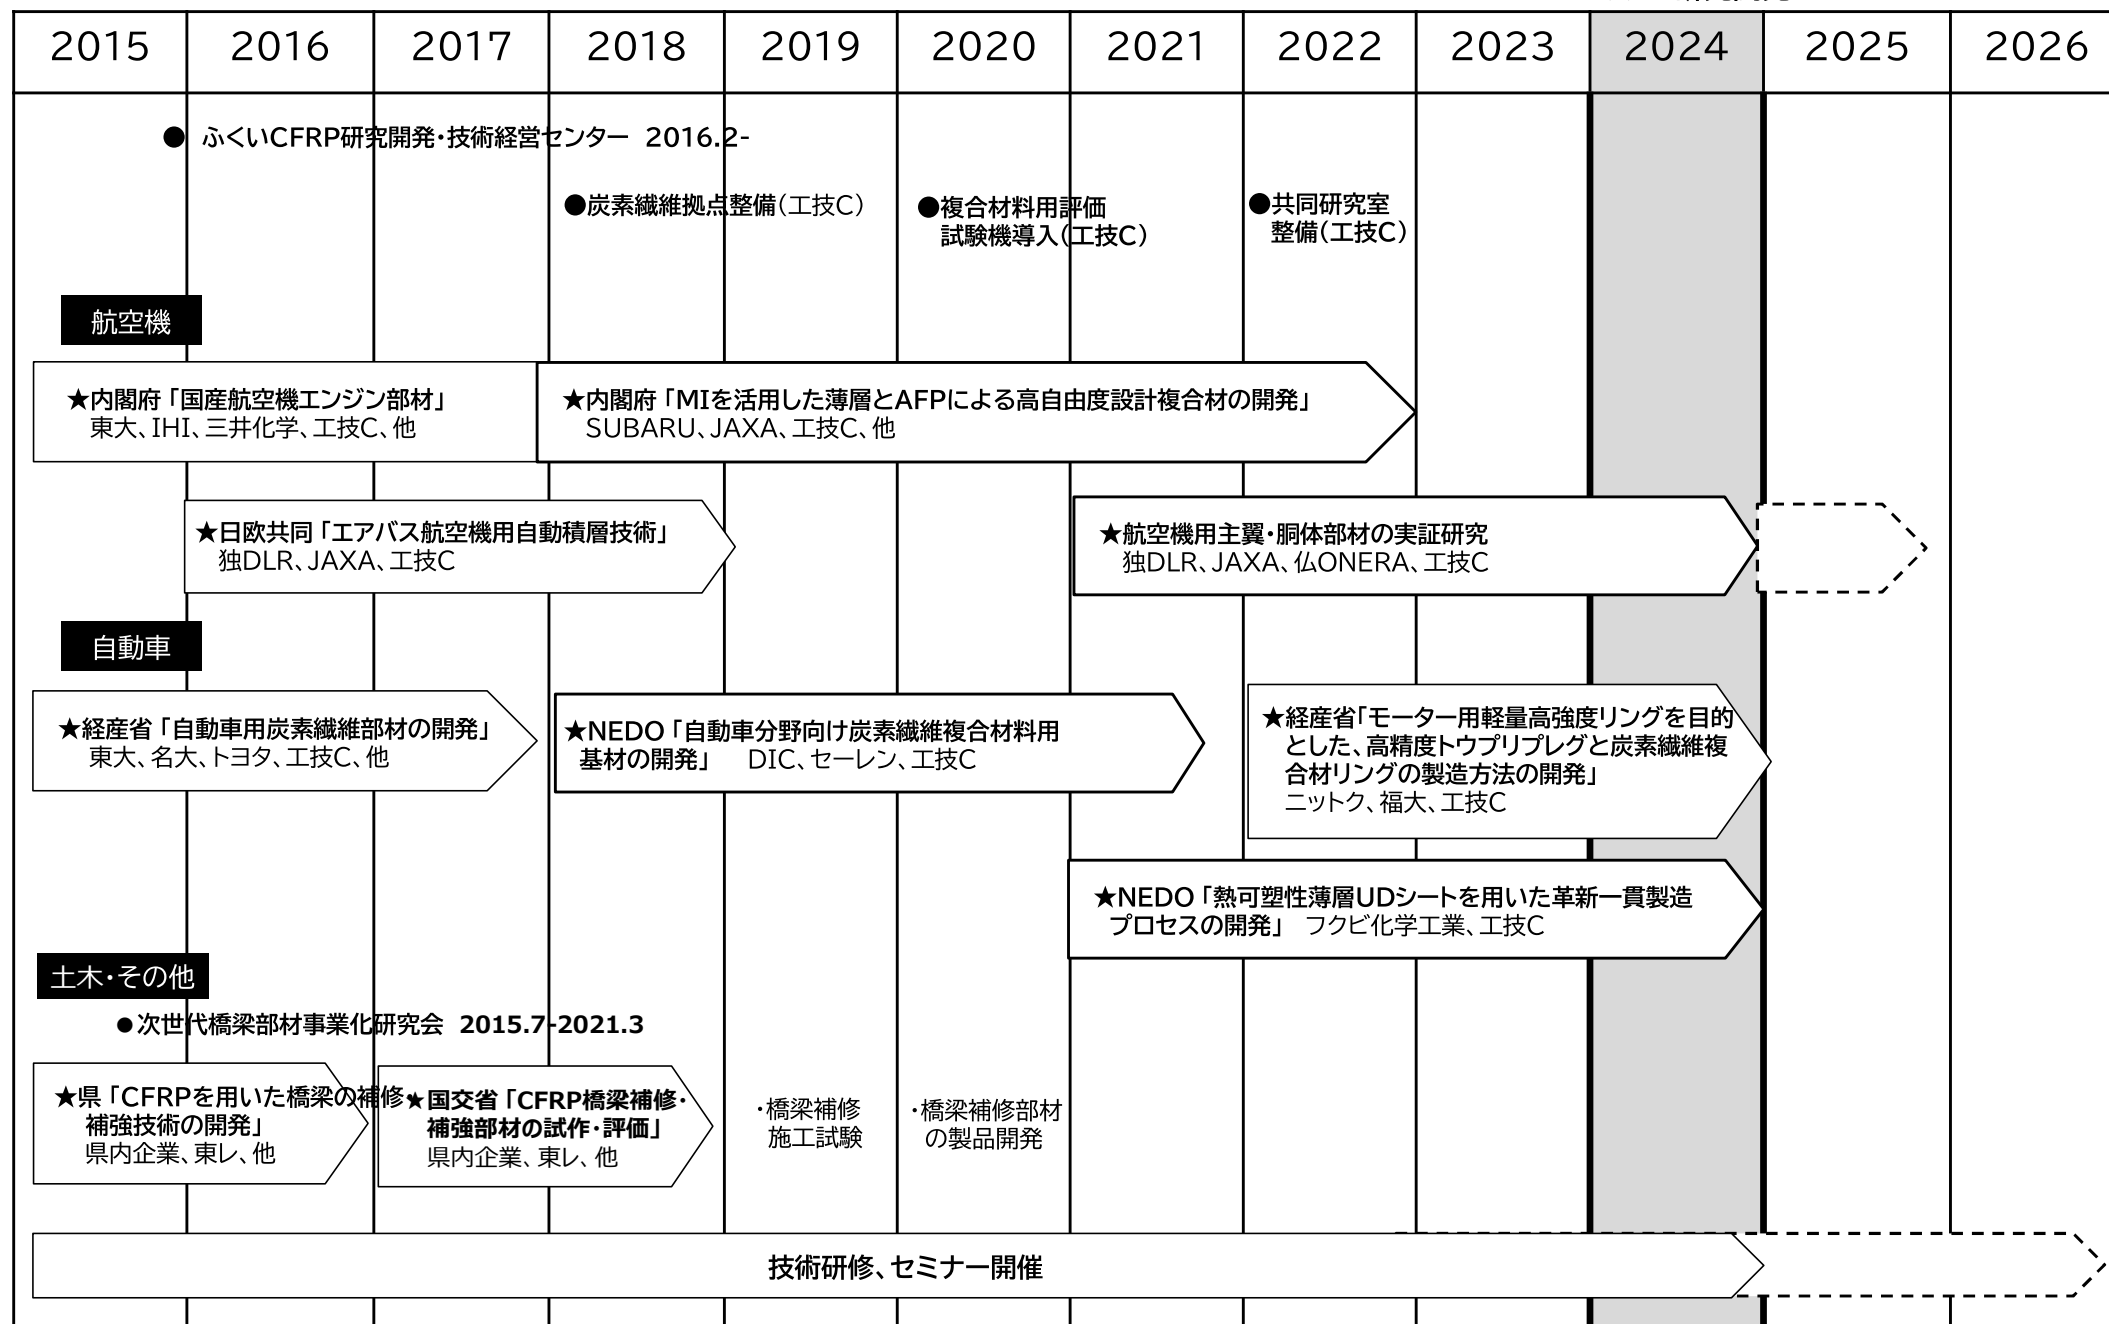 2015 2016 2017 2018 2019 2020 2021 2022 2023 2024 2025 2026
● ふくいCFRP研究開発・技術経営センター 2016.2-
●炭素繊維拠点整備(工技C)
●複合材料用評価
試験機導入(工技C)
●共同研究室
整備(工技C)
航空機
★内閣府「国産航空機エンジン部材」
東大、IHI、三井化学、工技C、他
★内閣府「MIを活用した薄層とAFPによる高自由度設計複合材の開発」
SUBARU、JAXA、工技C、他
★日欧共同「エアバス航空機用自動積層技術」
独DLR、JAXA、工技C
★航空機用主翼・胴体部材の実証研究
独DLR、JAXA、仏ONERA、工技C
自動車
★経産省「自動車用炭素繊維部材の開発」
東大、名大、トヨタ、工技C、他
★NEDO「自動車分野向け炭素繊維複合材料用
基材の開発」 DIC、セーレン、工技C
★経産省「モーター用軽量高強度リングを目的
とした、高精度トウプリプレグと炭素繊維複
合材リングの製造方法の開発」
ニットク、福大、工技C
★NEDO「熱可塑性薄層UDシートを用いた革新一貫製造
プロセスの開発」 フクビ化学工業、工技C
土木・その他
●次世代橋梁部材事業化研究会 2015.7-2021.3
★県「CFRPを用いた橋梁の補修・
補強技術の開発」
県内企業、東レ、他
★国交省「CFRP橋梁補修・
補強部材の試作・評価」
県内企業、東レ、他
・橋梁補修
施工試験
・橋梁補修部材
の製品開発
技術研修、セミナー開催